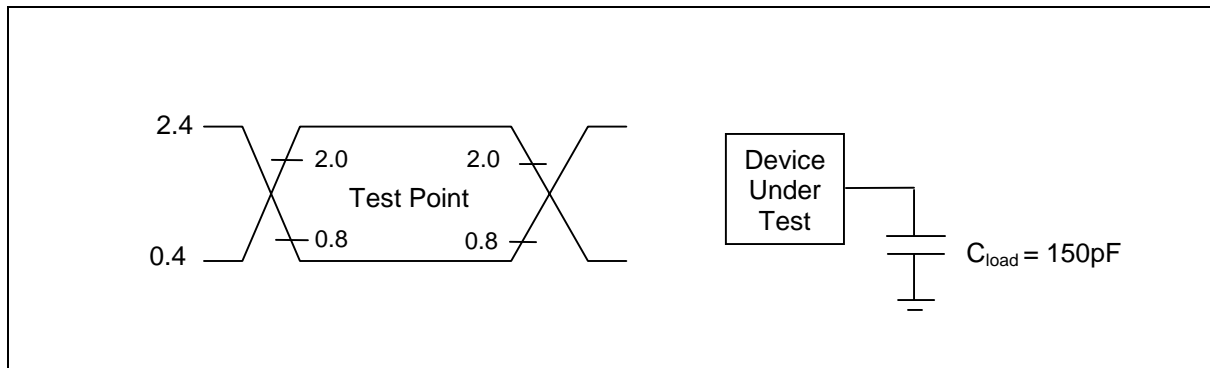 2.4
2.0
2.0
Test Point
0.8
0.8
0.4
Device
Under
Test
Cload = 150pF